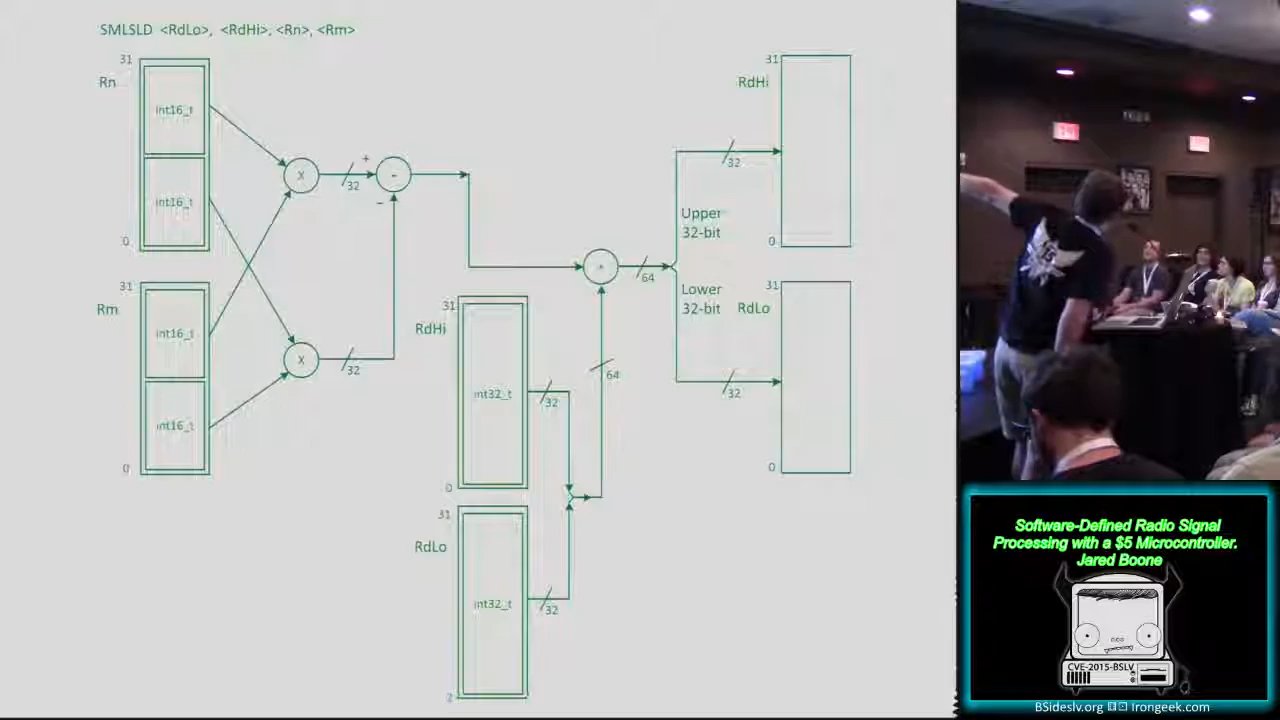 SMLSLD <RdLo>, <RdHi>, <Rn>, <Rm>
31
Rn
int16_t
int16_t
0
31
Rm
int16_t
int16_t
0
X
32
+
-
-
X
32
31
RdHi
int32_t
32
0
31
RdLo
int32_t
32
64
64
Upper
32-bit
Lower
32-bit
32
32
31
RdHi
0
31
RdLo
0
Software-Defined Radio Signal
Processing with a $5 Microcontroller.
Jared Boone
CVE-2015-BSLV
BSideslv.org Irongeek.com